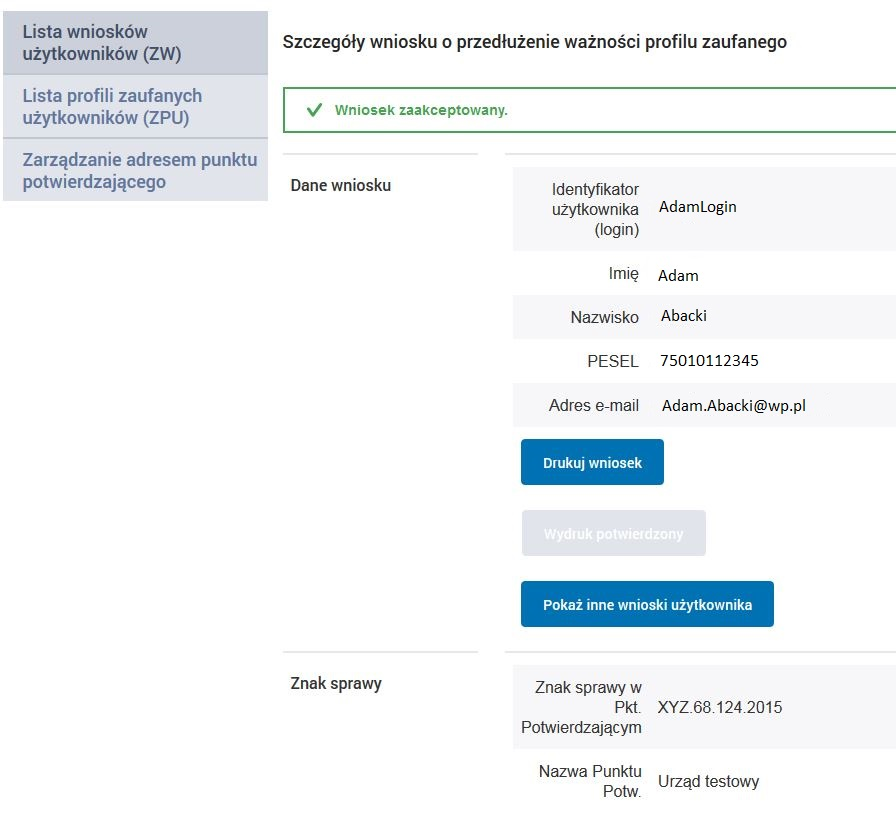 Lista wniosków
użytkowników (ZW)
Lista profili zaufanych
użytkowników (ZPU)
Zarządzanie adresem punktu
potwierdzającego
Szczegóły wniosku o przedłużenie ważności profilu zaufanego
Wniosek zaakceptowany.
Dane wniosku
Identyfikator
użytkownika
(login)
AdamLogin
Imię
Adam
Nazwisko
Abacki
PESEL
75010112345
Adres e-mail
Adam.Abacki@wp.pl
Drukuj wniosek
Wydruk potwierdzony
Pokaż inne wnioski użytkownika
Znak sprawy
Znak sprawy w
Pkt.
Potwierdzającym
XYZ.68.124.2015
Nazwa Punktu
Potw.
Urząd testowy